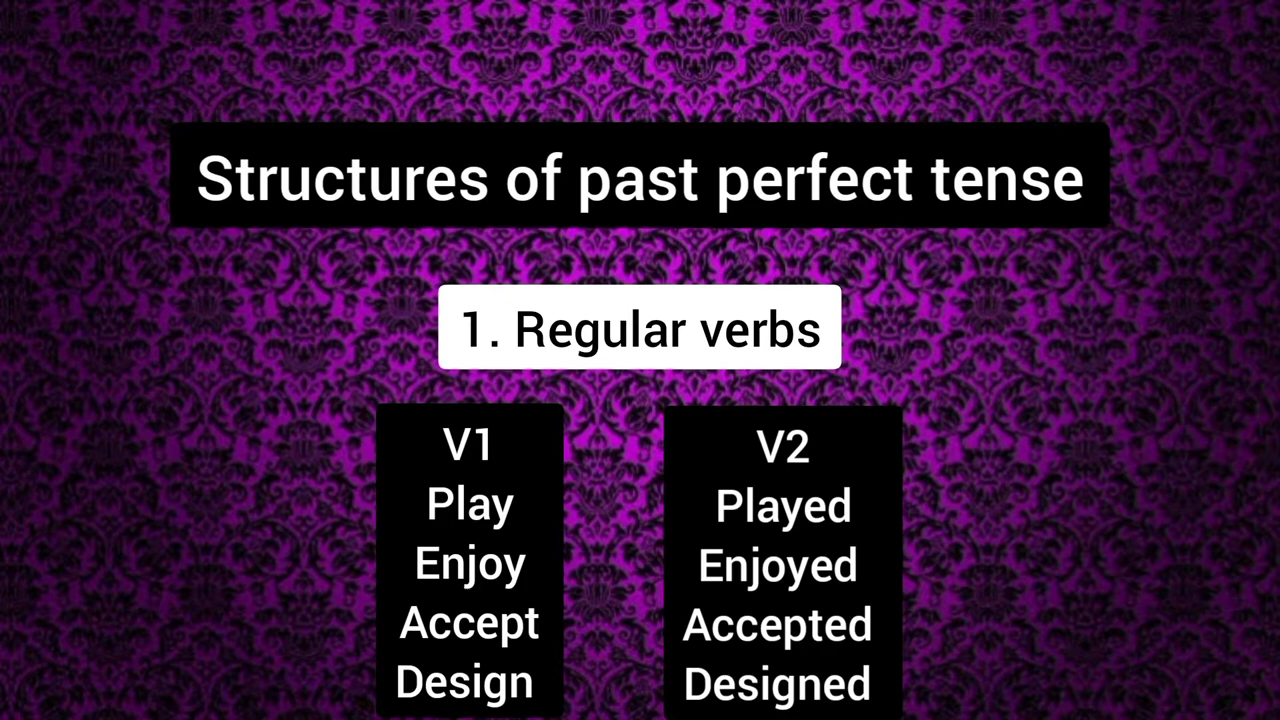 Structures of past perfect tense
1. Regular verbs
V1
Play
Enjoy
Accept
Design
V2
Played
Enjoyed
Accepted
Designed